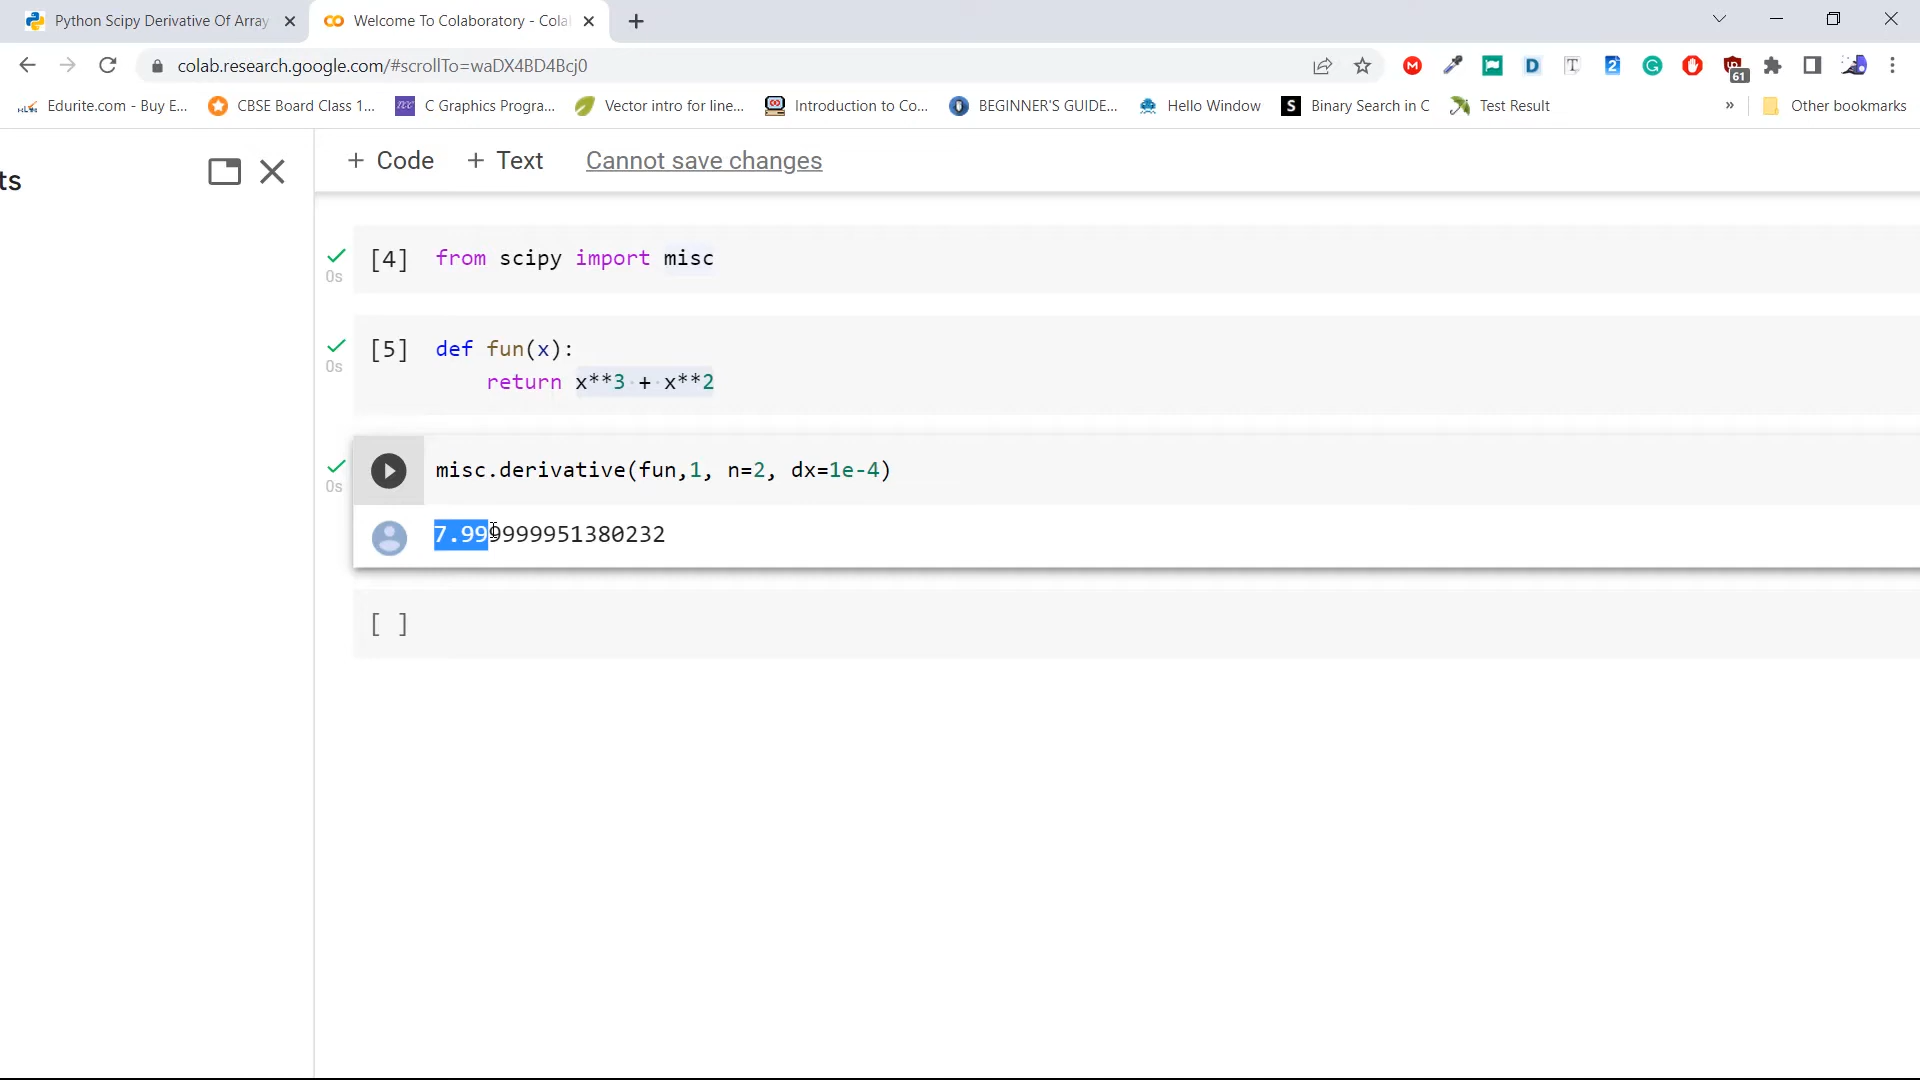 Python Scipy Derivative Of Array
Welcome To Colaboratory - Cola
colab.research.google.com/#scrollTo=waDX4BD4Bcj0
61
Edurite.com - Buy E...
CBSE Board Class 1...
C Graphics Progra...
Vector intro for line...
Introduction to Co...
BEGINNER'S GUIDE...
Hello Window
Binary Search in C
Test Result
»
Other bookmarks
ts
+ Code
+ Text
Cannot save changes
0s
[4] from scipy import misc
0s
[5] def fun(x):
return x**3 + x**2
0s
misc.derivative(fun,1, n=2, dx=1e-4)
7.999999951380232
[ ]